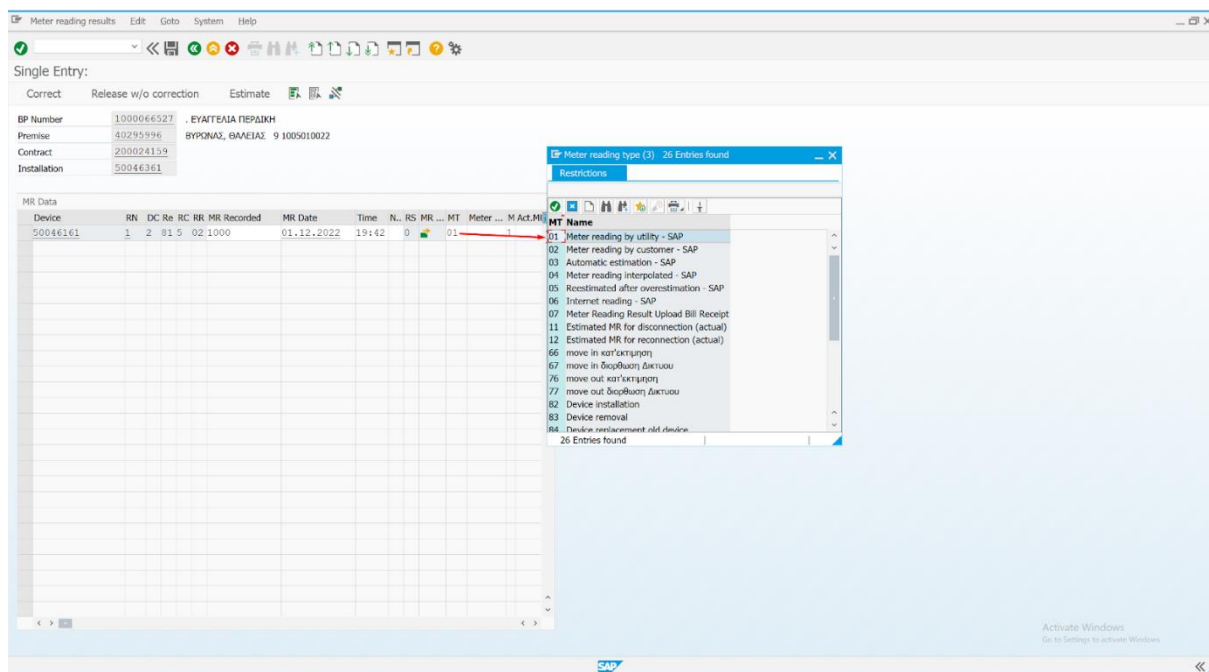 Meter reading results Edit Goto System Help
Single Entry:
Correct Release w/o correction Estimate
BP Number 1000066527 . ΕΥΑΓΓΕΛΙΑ ΠΕΡΔΙΚΗ
Premise 40295996 ΒΥΡΩΝΑΣ, ΘΑΛΕΙΑΣ 9 1005010022
Contract 200024159
Installation 50046361
MR Data
Device RN DC Re RC RR MR Recorded MR Date Time N.. RS MR ... MT Meter ... M Act.MI
50046161 1 2 81 5 02 1000 01.12.2022 19:42 0 01 1
Meter reading type (3) 26 Entries found
Restrictions
MT Name
01 Meter reading by utility - SAP
02 Meter reading by customer - SAP
03 Automatic estimation - SAP
04 Meter reading interpolated - SAP
05 Reestimated after overestimation - SAP
06 Internet reading - SAP
07 Meter Reading Result Upload Bill Receipt
11 Estimated MR for disconnection (actual)
12 Estimated MR for reconnection (actual)
66 move in κατ'εκτιμηση
67 move in διορθωση Δικτυου
76 move out κατ'εκτιμηση
77 move out διορθωση Δικτυου
82 Device installation
83 Device removal
84 Device replacement old device
26 Entries found
Activate Windows
Go to Settings to activate Windows.
SAP